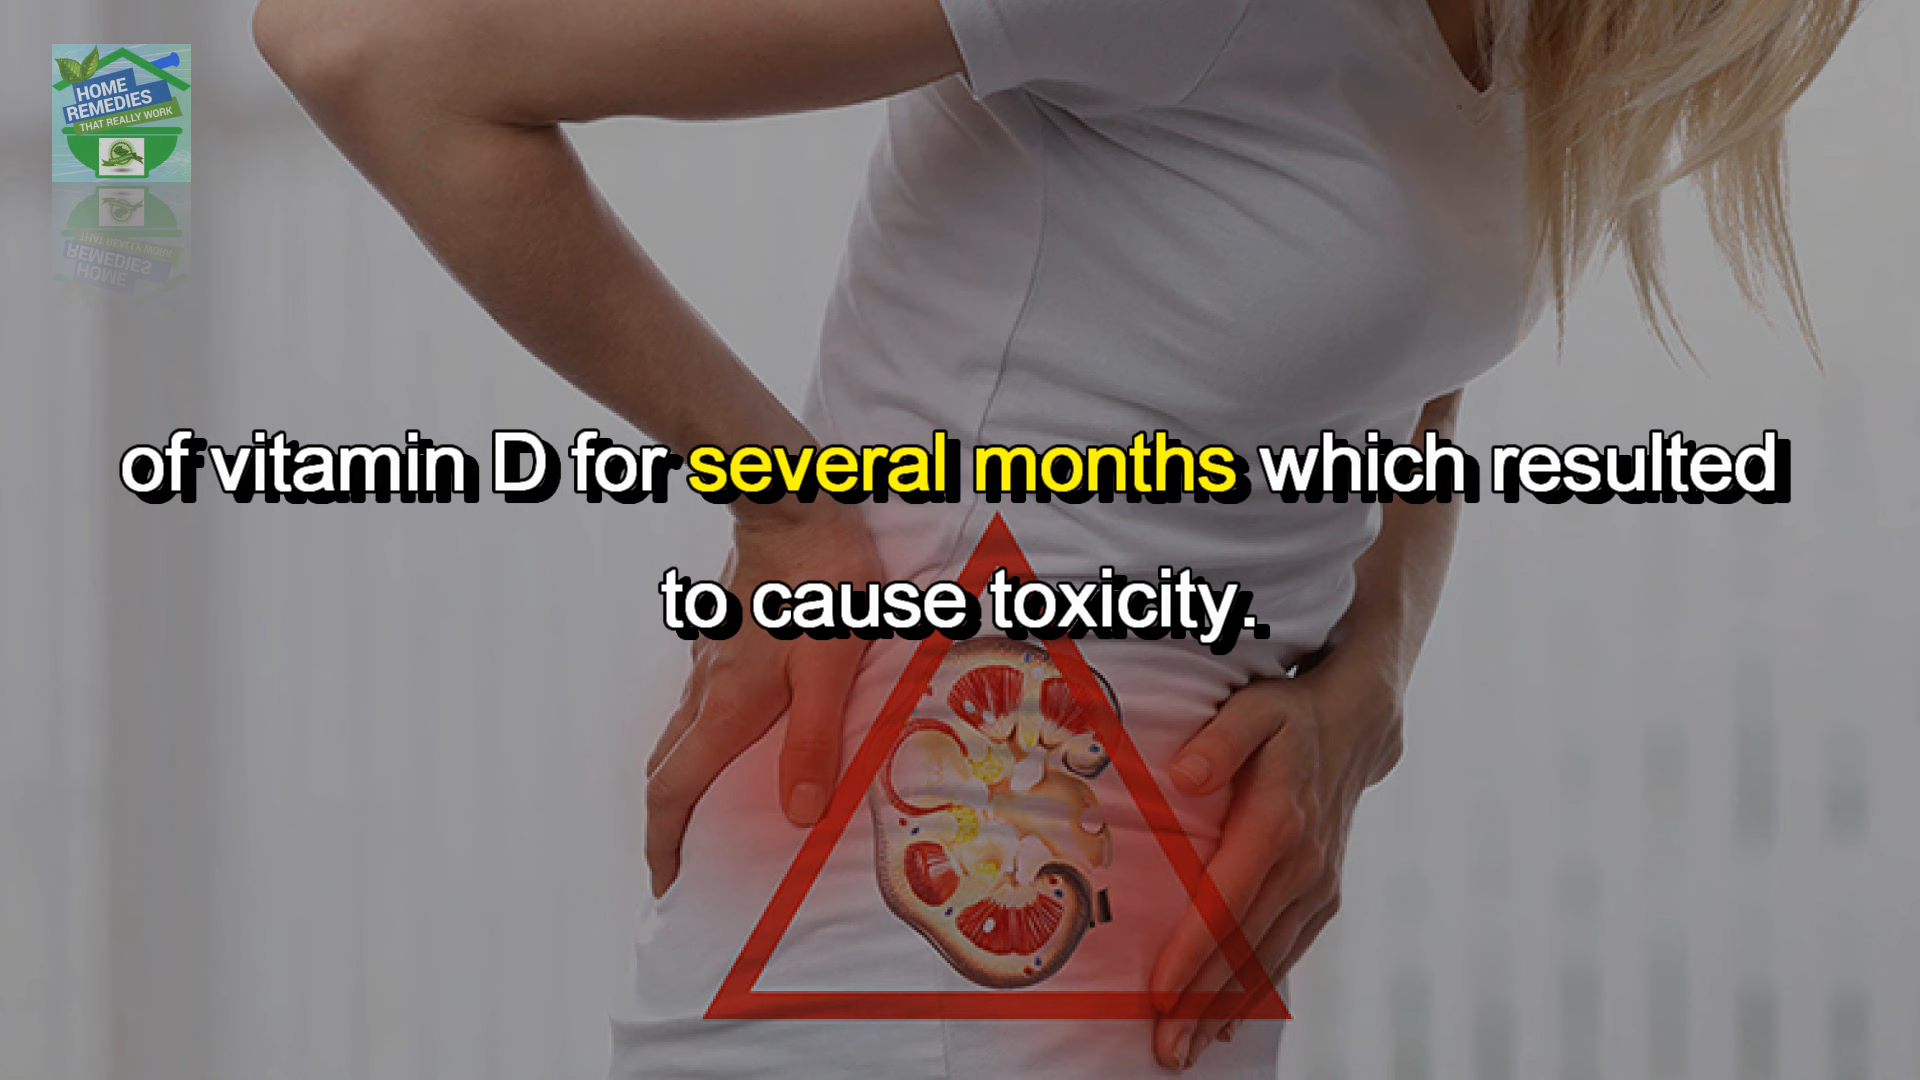 HOME
REMEDIES
THAT REALLY WORK
of vitamin D for several months which resulted
to cause toxicity.